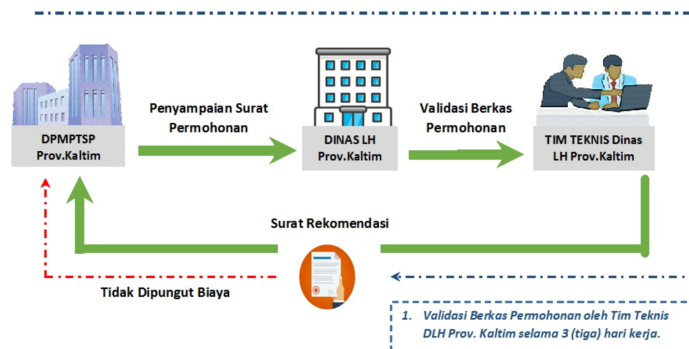 Penyampaian Surat
Permohonan
Validasi Berkas
Permohonan
DPMPTSP
Prov.Kaltim
DINAS LH
Prov.Kaltim
TIM TEKNIS Dinas
LH Prov.Kaltim
Surat Rekomendasi
Tidak Dipungut Biaya
1. Validasi Berkas Permohonan oleh Tim Teknis
DLH Prov. Kaltim selama 3 (tiga) hari kerja.